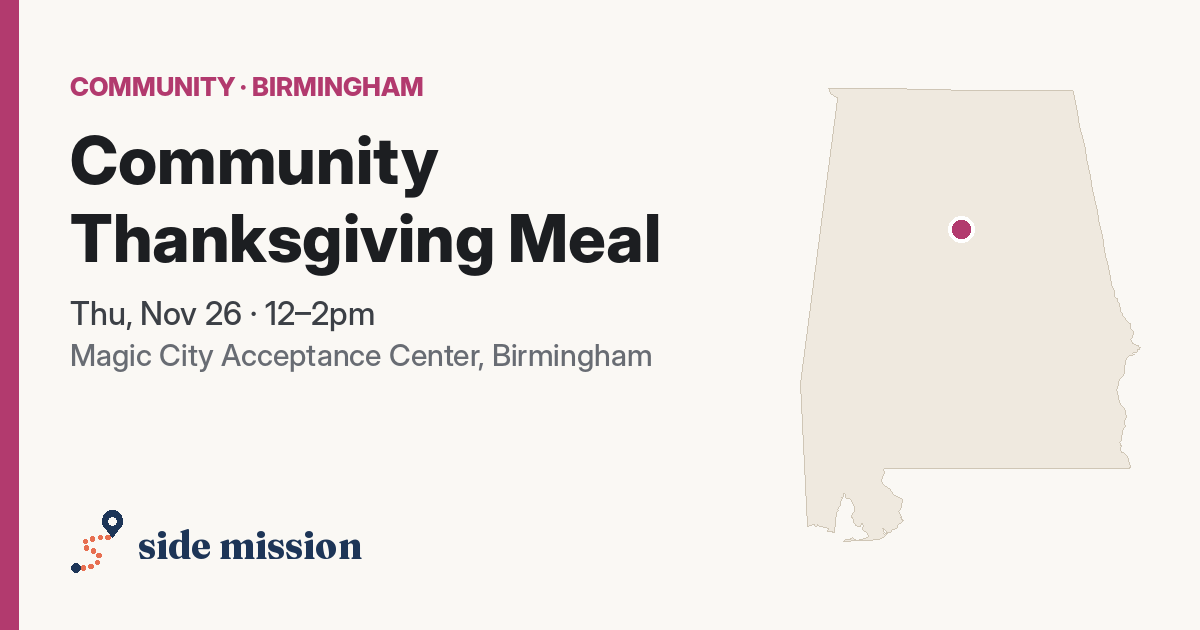 COMMUNITY · BIRMINGHAM
Community
Thanksgiving Meal
Thu, Nov 26 · 12–2pm
Magic City Acceptance Center, Birmingham
side mission